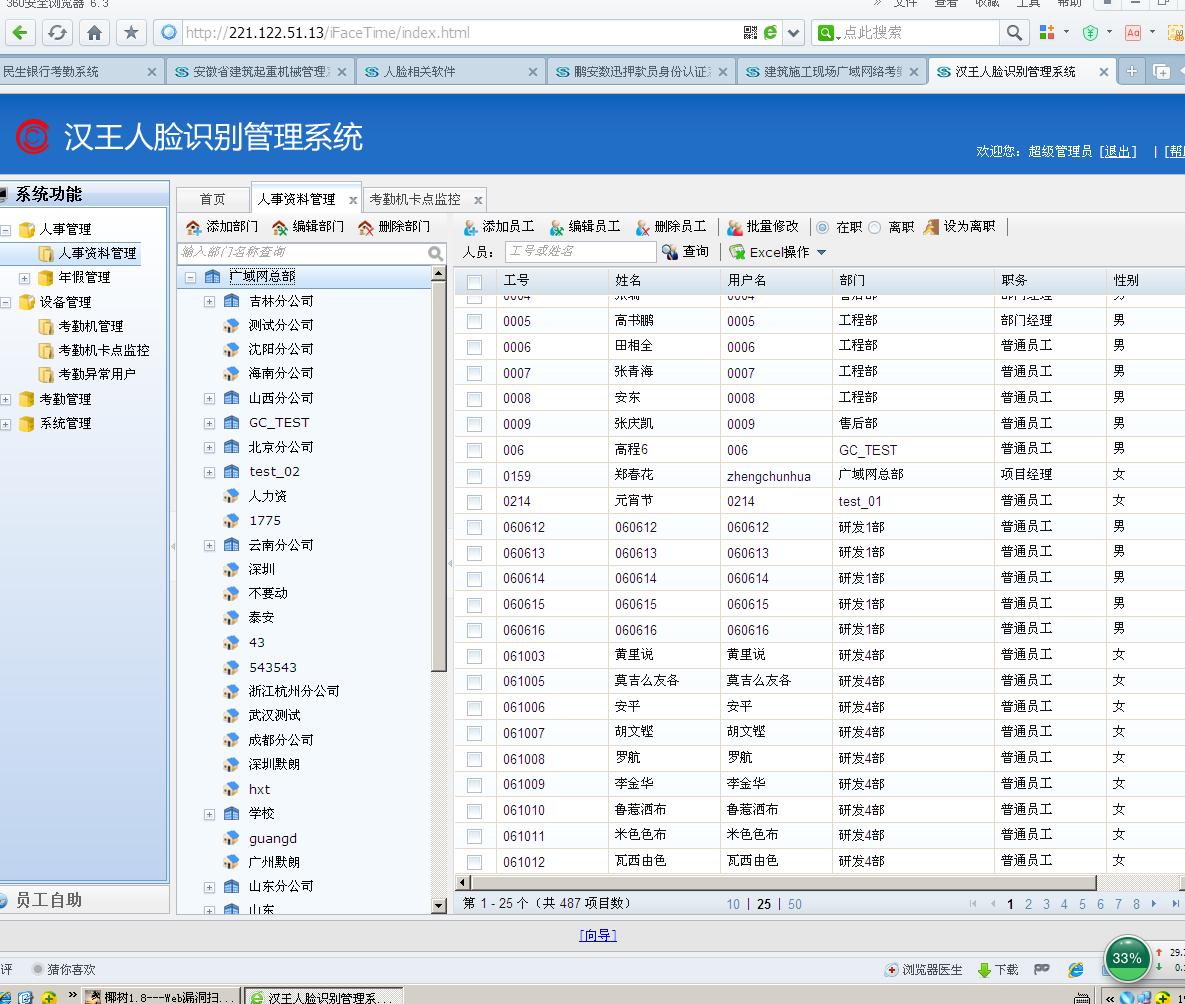 360安全浏览器 6.3 文件 查看 收藏 工具 帮助
http://221.122.51.13/iFaceTime/index.html 点此搜索
民生银行考勤系统 安徽省建筑起重机械管理 人脸相关软件 鹏安数迅押款员身份认证 建筑施工现场广域网络考 汉王人脸识别管理系统
汉王人脸识别管理系统
欢迎您: 超级管理员 [退出] | [帮
系统功能
人事管理
人事资料管理
年假管理
设备管理
考勤机管理
考勤机卡点监控
考勤异常用户
考勤管理
系统管理
员工自助
首页 人事资料管理 考勤机卡点监控
添加部门 编辑部门 删除部门
输入部门名称查询
广域网总部
吉林分公司
测试分公司
沈阳分公司
海南分公司
山西分公司
GC_TEST
北京分公司
test_02
人力资
1775
云南分公司
深圳
不要动
泰安
43
543543
浙江杭州分公司
武汉测试
成都分公司
深圳默朗
hxt
学校
guangd
广州默朗
山东分公司
山东
添加员工 编辑员工 删除员工 批量修改 在职 离职 设为离职
人员: 工号或姓名 查询 Excel操作
工号 姓名 用户名 部门 职务 性别
0004 0004 售后部 部门经理 男
0005 高书鹏 0005 工程部 部门经理 男
0006 田相全 0006 工程部 普通员工 男
0007 张青海 0007 工程部 普通员工 男
0008 安东 0008 工程部 普通员工 男
0009 张庆凯 0009 售后部 普通员工 男
006 高程6 006 GC_TEST 普通员工 男
0159 郑春花 zhengchunhua 广域网总部 项目经理 女
0214 元宵节 0214 test_01 普通员工 女
060612 060612 060612 研发1部 普通员工 男
060613 060613 060613 研发1部 普通员工 男
060614 060614 060614 研发1部 普通员工 男
060615 060615 060615 研发1部 普通员工 男
060616 060616 060616 研发1部 普通员工 男
061003 黄里说 黄里说 研发4部 普通员工 女
061005 莫吉么友各 莫吉么友各 研发4部 普通员工 女
061006 安平 安平 研发4部 普通员工 女
061007 胡文铿 胡文铿 研发4部 普通员工 女
061008 罗航 罗航 研发4部 普通员工 女
061009 李金华 李金华 研发4部 普通员工 女
061010 鲁惹洒布 鲁惹洒布 研发4部 普通员工 女
061011 米色色布 米色色布 研发4部 普通员工 女
061012 瓦西由色 瓦西由色 研发4部 普通员工 女
第 1 - 25 个 (共 487 项目数) 10 | 25 | 50 1 2 3 4 5 6 7 8
[向导]
评 猜你喜欢 浏览器医生 下载 33%
椰树1.8---Web漏洞扫... 汉王人脸识别管理系...